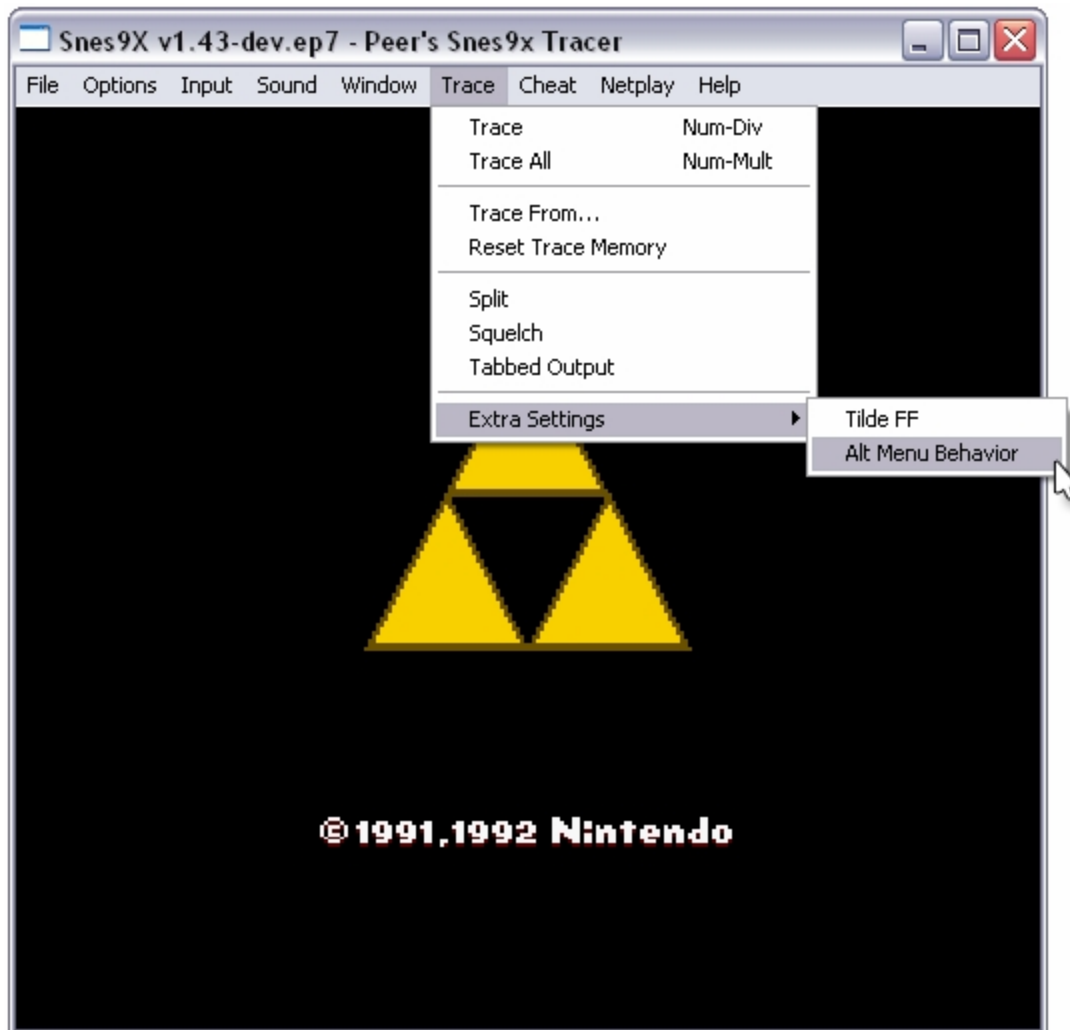 Snes9X v1.43-dev.ep7 - Peer's Snes9x Tracer
File Options Input Sound Window Trace Cheat Netplay Help
Trace Num-Div
Trace All Num-Mult
Trace From...
Reset Trace Memory
Split
Squelch
Tabbed Output
Extra Settings
Tilde FF
Alt Menu Behavior
©1991,1992 Nintendo